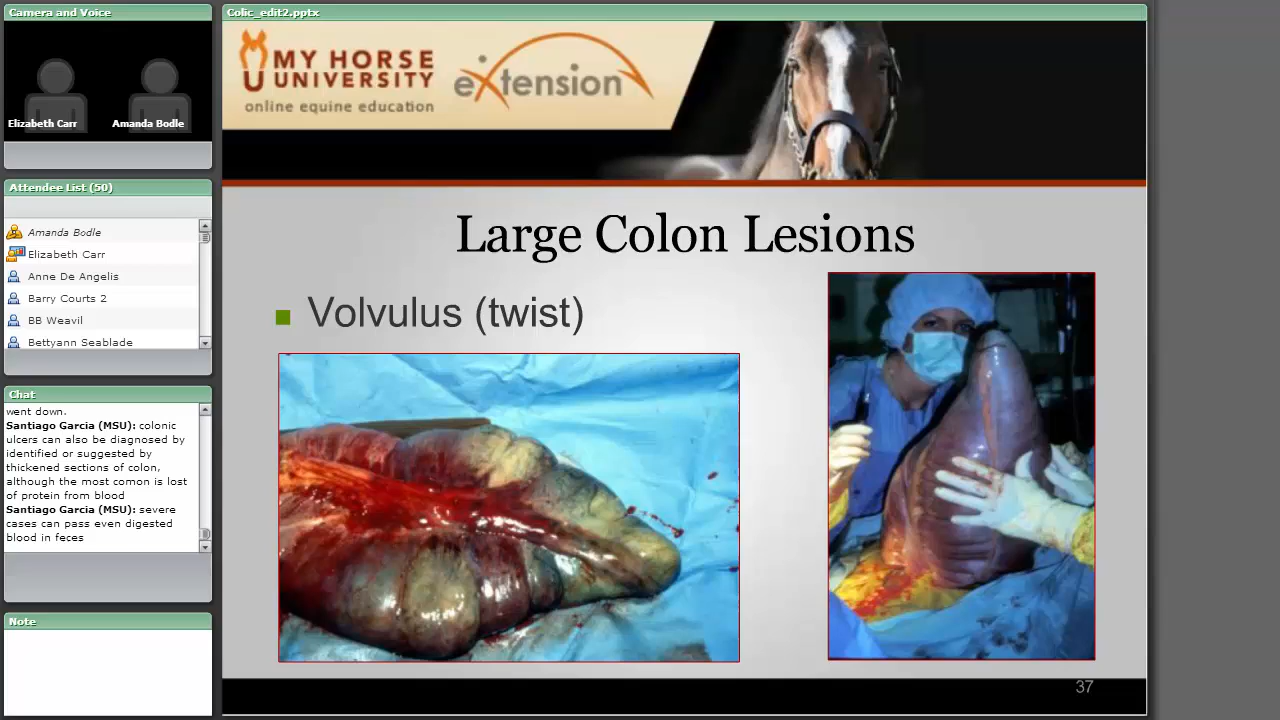 Camera and Voice
Elizabeth Carr
Amanda Bodle
Attendee List (50)
Amanda Bodle
Elizabeth Carr
Anne De Angelis
Barry Courts 2
BB Weavil
Bettyann Seablade
Chat
went down.
Santiago Garcia (MSU): colonic
ulcers can also be diagnosed by
identified or suggested by
thickened sections of colon,
although the most comon is lost
of protein from blood
Santiago Garcia (MSU): severe
cases can pass even digested
blood in feces
Note
Colic_edit2.pptx
MY HORSE
UNIVERSITY
online equine education
eXtension
Large Colon Lesions
Volvulus (twist)
37